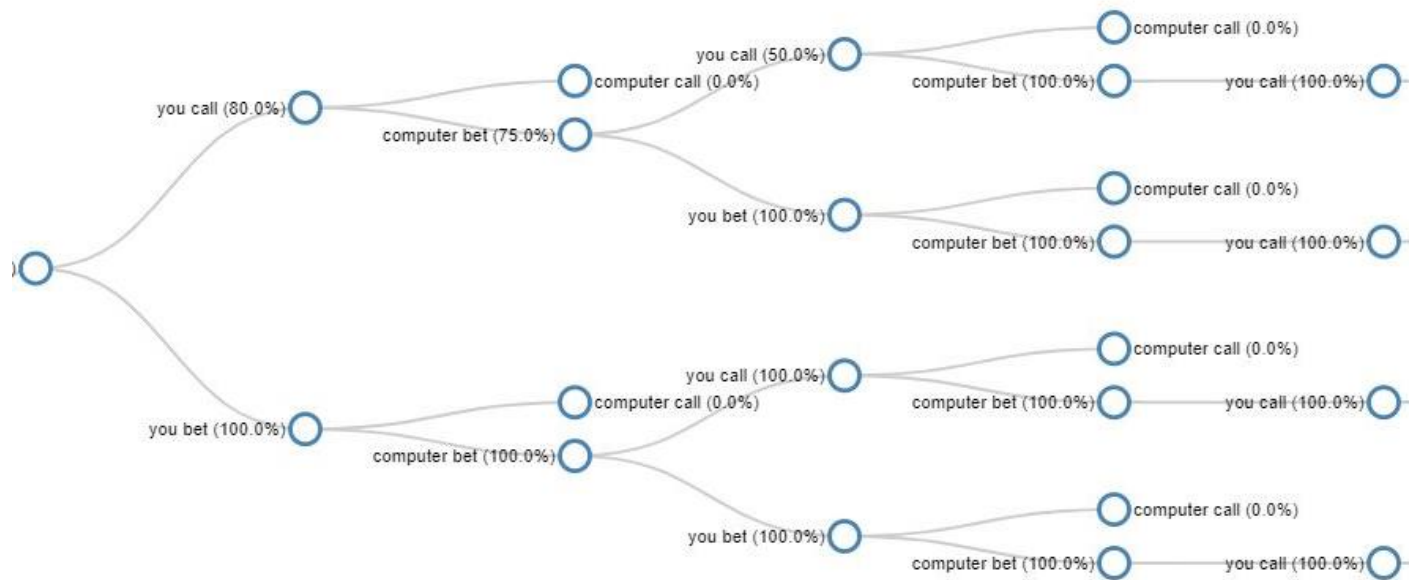 computer call (0.0%)
you call (50.0%)
computer call (0.0%)
computer bet (100.0%)
you call (100.0%)
you call (80.0%)
computer bet (75.0%)
computer call (0.0%)
you bet (100.0%)
computer bet (100.0%)
you call (100.0%)
)
computer call (0.0%)
you call (100.0%)
computer call (0.0%)
computer bet (100.0%)
you call (100.0%)
you bet (100.0%)
computer bet (100.0%)
computer call (0.0%)
you bet (100.0%)
computer bet (100.0%)
you call (100.0%)